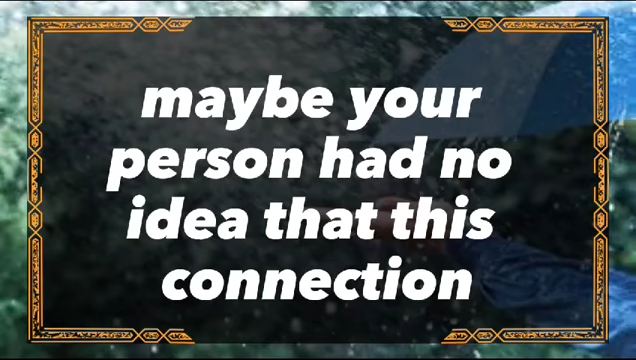 maybe your
person had no
idea that this
connection